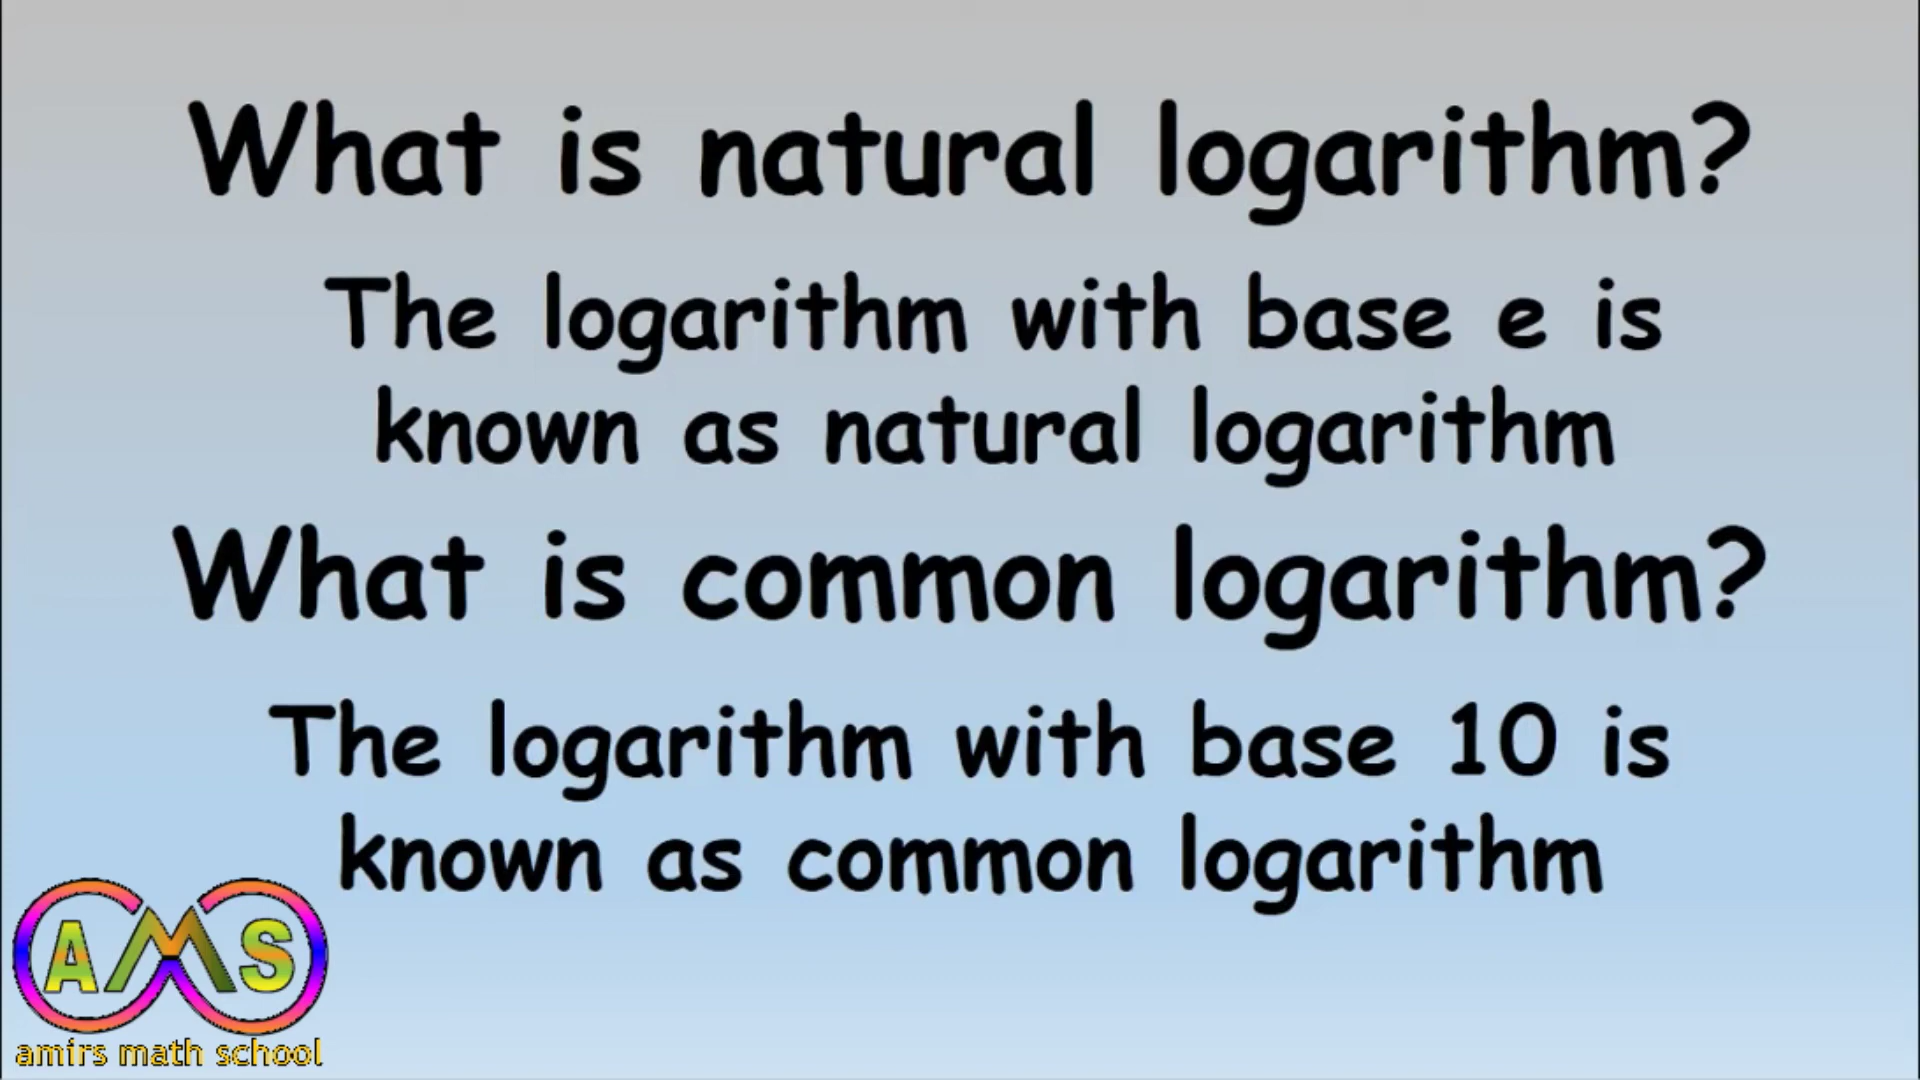 What is natural logarithm?
The logarithm with base e is
known as natural logarithm
What is common logarithm?
The logarithm with base 10 is
known as common logarithm
AMS
amirs math school